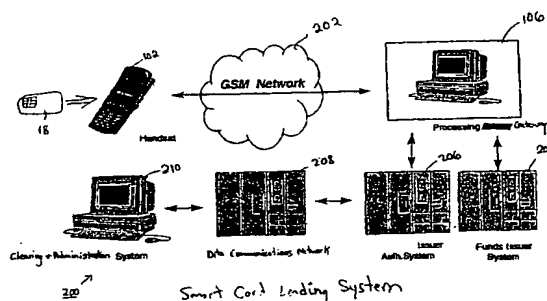 202
106
102
GSM Network
18
Handset
Processing Gateway
210
208
206
20
Clearing + Administration System
Data Communications Network
Issuer
Auth. System
Funds Issuer
System
200
Smart Card Loading System